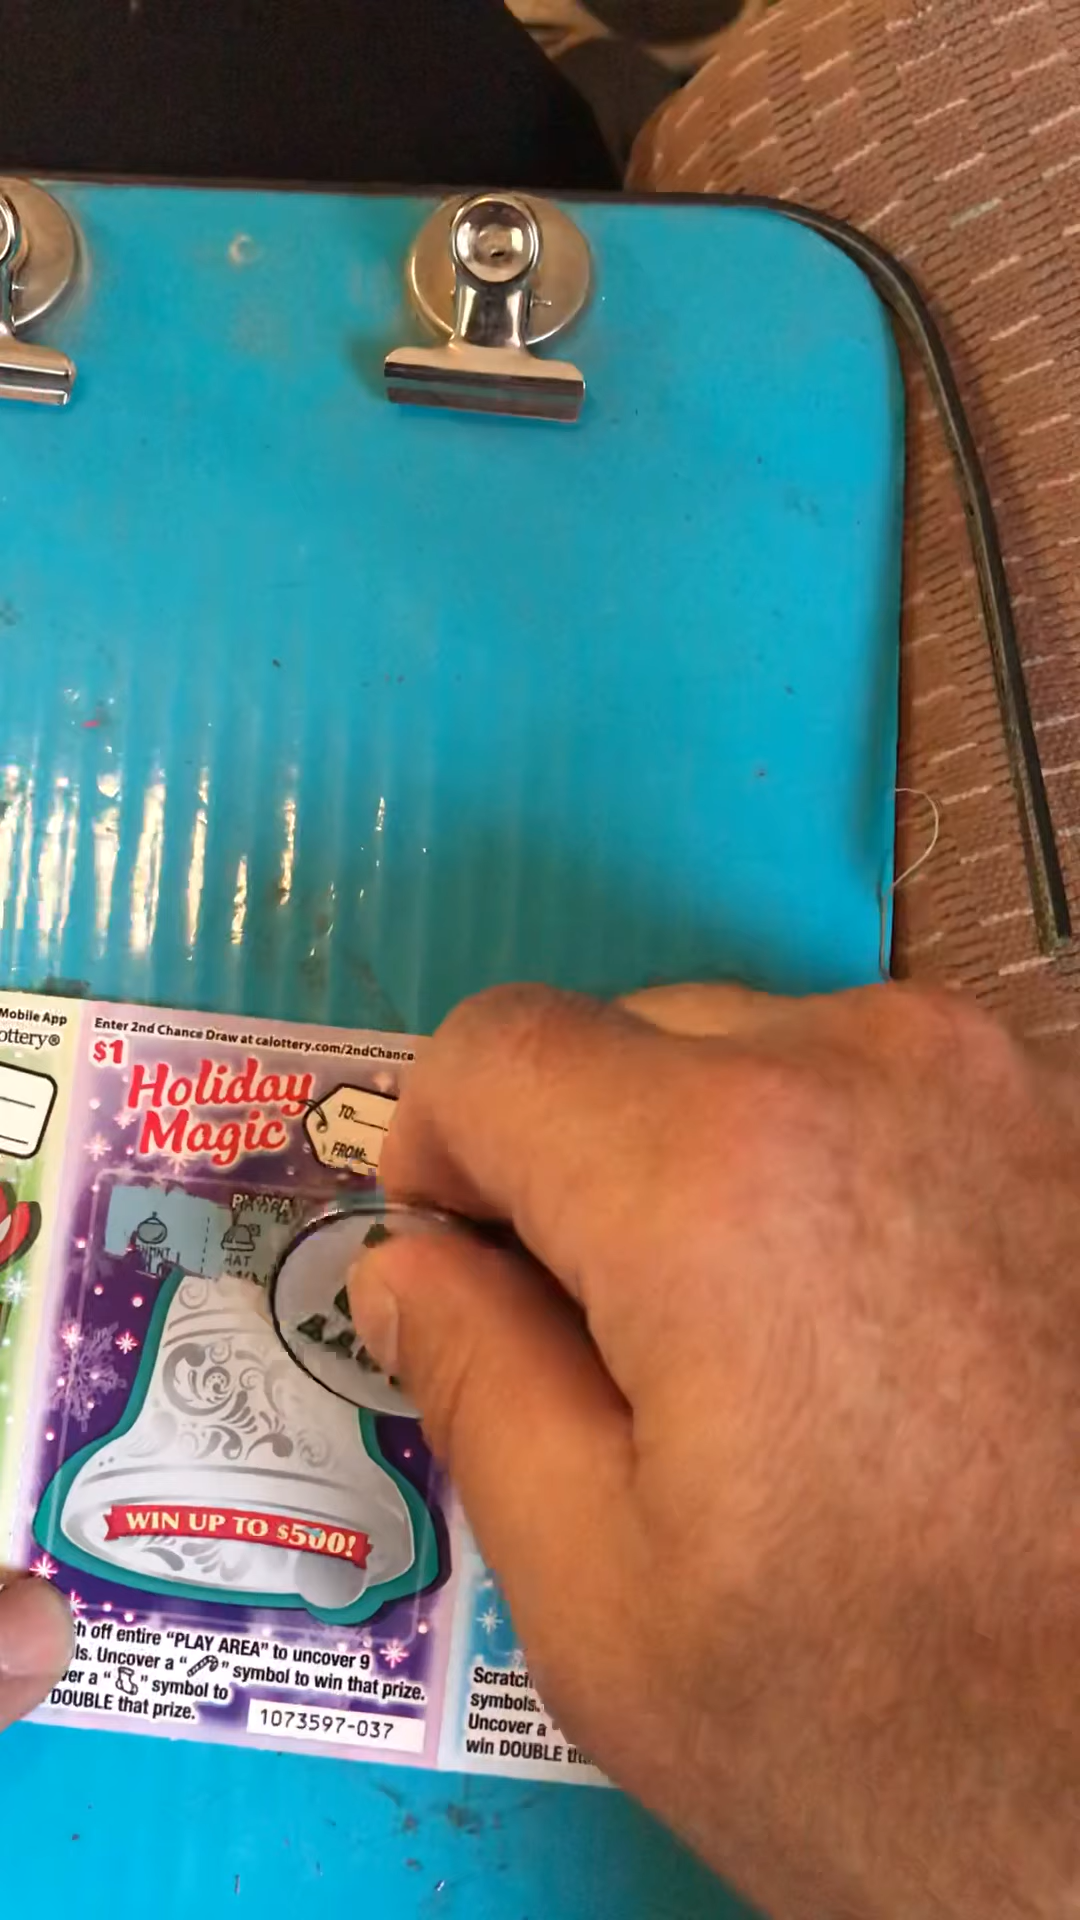 Mobile App
ottery®
Enter 2nd Chance Draw at calottery.com/2ndChance
$1
Holiday
Magic
TO:
FROM:
HAT
WIN UP TO $500!
h off entire "PLAY AREA" to uncover 9
ls. Uncover a " " symbol to win that prize.
er a " " symbol to
DOUBLE that prize.
1073597-037
Scratch
symbols.
Uncover a
win DOUBLE